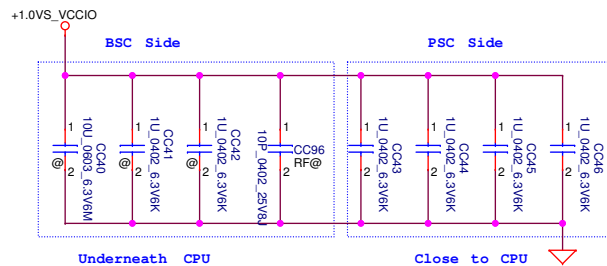 +1.0VS_VCCIO
BSC Side
PSC Side
1
2
@
CC40
10U_0603_6.3V6M
1
2
@
CC41
1U_0402_6.3V6K
1
2
@
CC42
1U_0402_6.3V6K
1
2
CC96
RF@
10P_0402_25V8J
1
2
CC43
1U_0402_6.3V6K
1
2
CC44
1U_0402_6.3V6K
1
2
CC45
1U_0402_6.3V6K
1
2
CC46
1U_0402_6.3V6K
Underneath CPU
Close to CPU